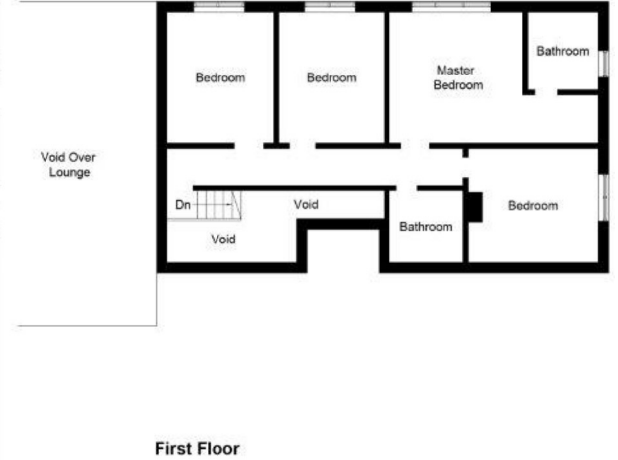 Bedroom
Bedroom
Master
Bedroom
Bathroom
Void Over
Lounge
Dn
Void
Void
Bathroom
Bedroom
First Floor